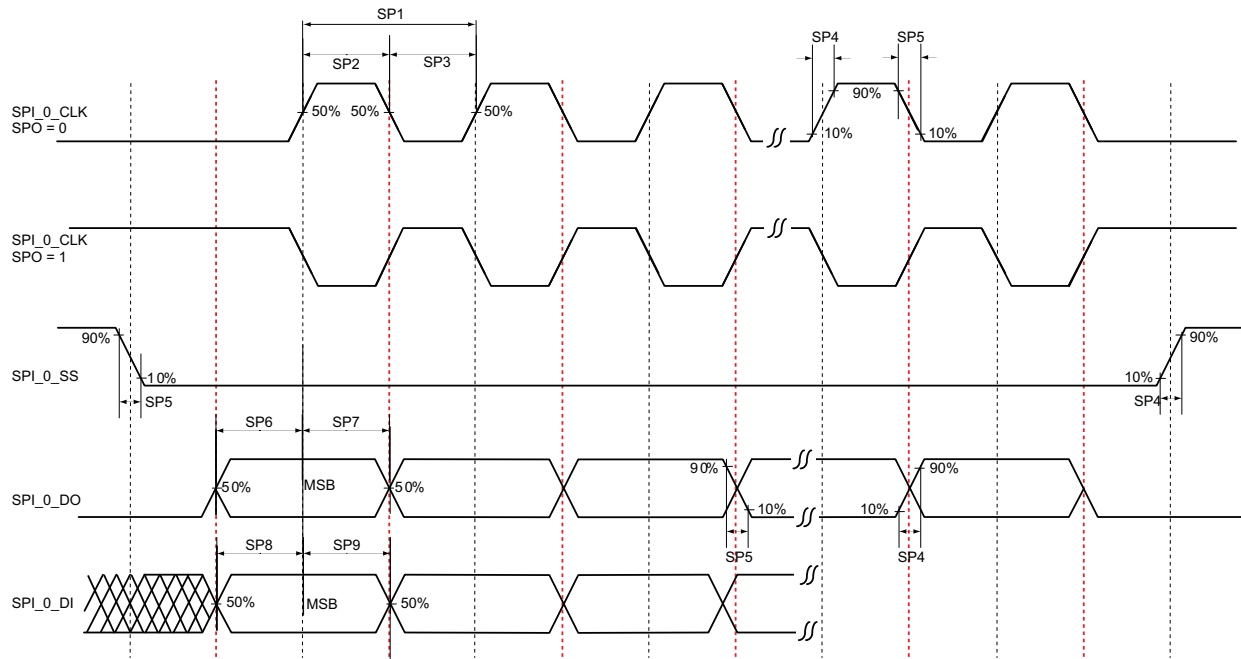 SP1
SP4 SP5
SP2 SP3
SPI_0_CLK
SPO = 0
50% 50% 50% 90%
10% 10%
SPI_0_CLK
SPO = 1
90% 90%
SPI_0_SS
10% 10%
SP5 SP4
SP6 SP7
90% 90%
SPI_0_DO
50% MSB 50%
10% 10%
SP8 SP9 SP5 SP4
SPI_0_DI
50% MSB 50%